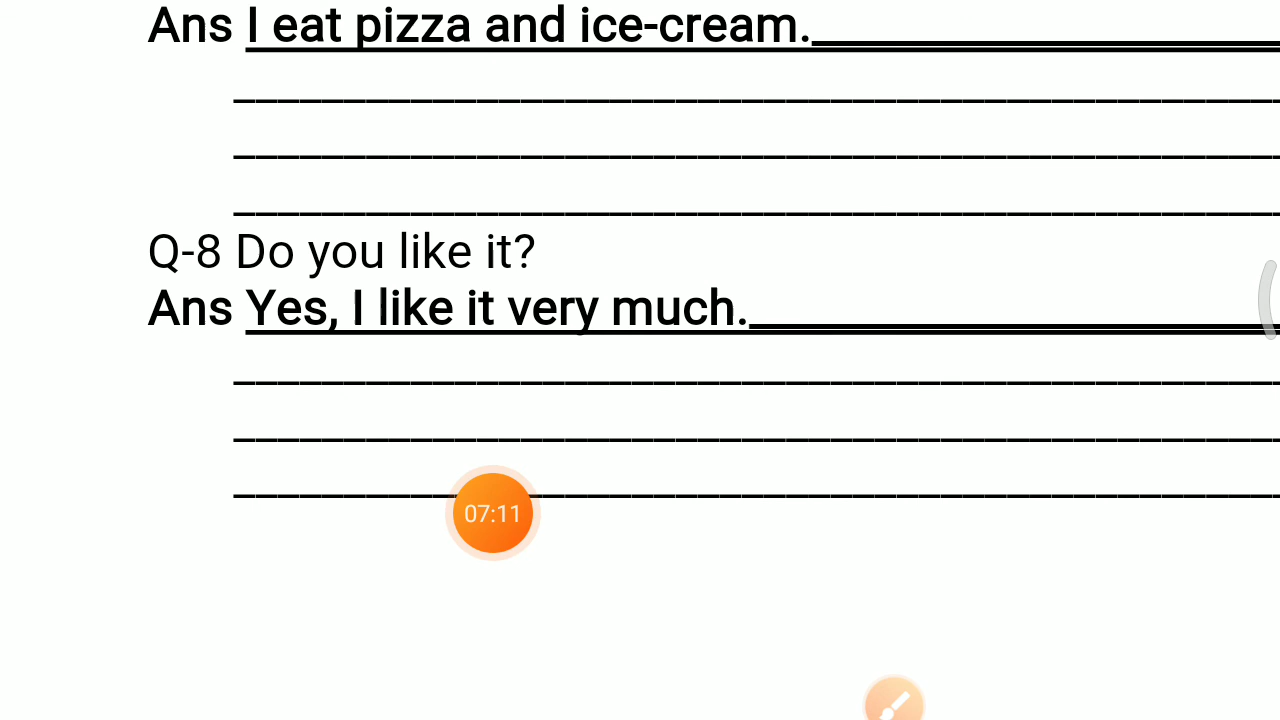 Ans I eat pizza and ice-cream.
Q-8 Do you like it?
Ans Yes, I like it very much.
07:11